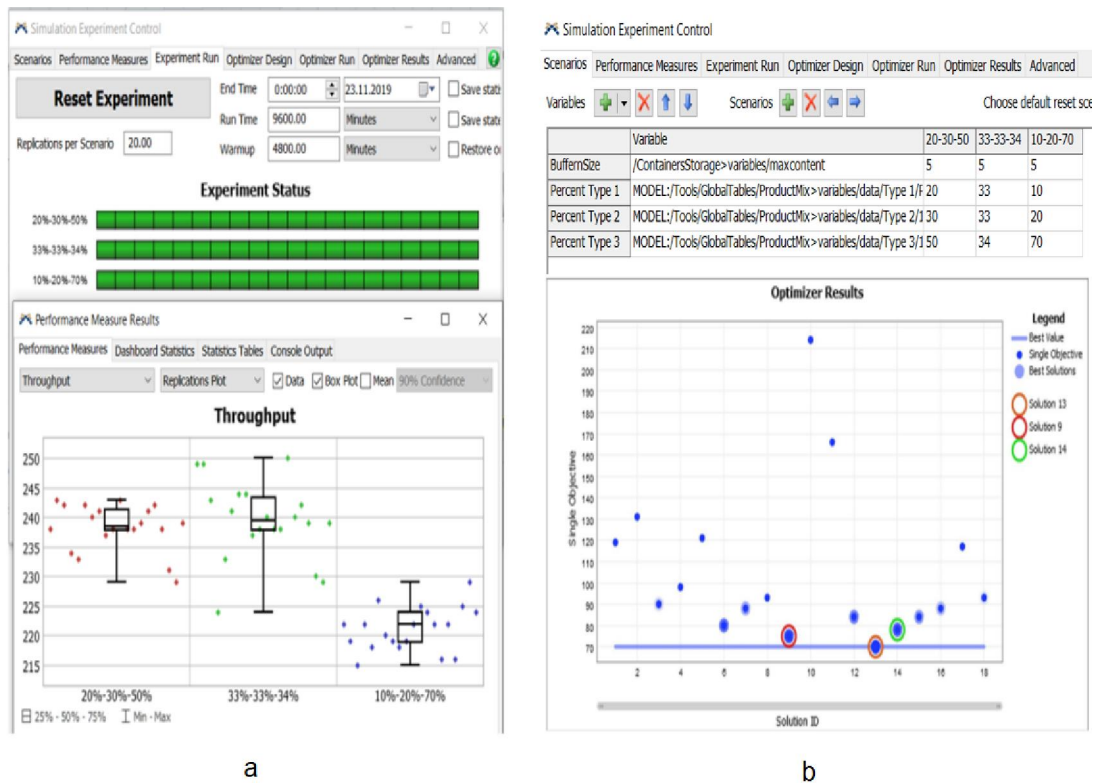 Simulation Experiment Control
Scenarios Performance Measures Experiment Run Optimizer Design Optimizer Run Optimizer Results Advanced
Reset Experiment
End Time 0:00:00 23.11.2019 Save state
Run Time 9600.00 Minutes Save state
Replications per Scenario 20.00
Warmup 4800.00 Minutes Restore o
Experiment Status
20%-30%-50%
33%-33%-34%
10%-20%-70%
Performance Measure Results
Performance Measures Dashboard Statistics Statistics Tables Console Output
Throughput Replications Plot Data Box Plot Mean 90% Confidence
Throughput
250
245
240
235
230
225
220
215
20%-30%-50% 33%-33%-34% 10%-20%-70%
25% - 50% - 75% Min - Max
a
Simulation Experiment Control
Scenarios Performance Measures Experiment Run Optimizer Design Optimizer Run Optimizer Results Advanced
Variables Scenarios Choose default reset sce
Variable 20-30-50 33-33-34 10-20-70
BuffernSize /ContainersStorage>variables/maxcontent 5 5 5
Percent Type 1 MODEL:/Tools/GlobalTables/ProductMix>variables/data/Type 1/F 20 33 10
Percent Type 2 MODEL:/Tools/GlobalTables/ProductMix>variables/data/Type 2/1 30 33 20
Percent Type 3 MODEL:/Tools/GlobalTables/ProductMix>variables/data/Type 3/1 50 34 70
Optimizer Results
Single Objective
220
210
200
190
180
170
160
150
140
130
120
110
100
90
80
70
2 4 6 8 10 12 14 16 18
Solution ID
Legend
Best Value
Single Objective
Best Solutions
Solution 13
Solution 9
Solution 14
b